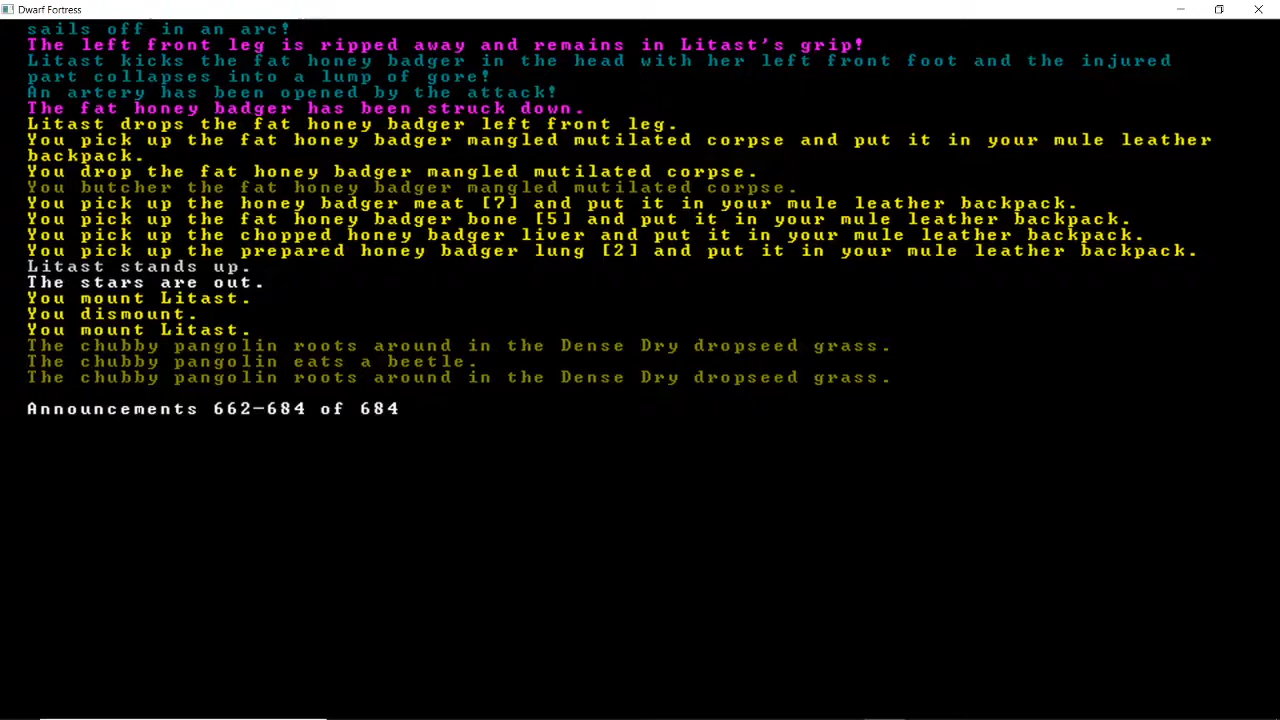 Dwarf Fortress
sails off in an arc!
The left front leg is ripped away and remains in Litast's grip!
Litast kicks the fat honey badger in the head with her left front foot and the injured
part collapses into a lump of gore!
An artery has been opened by the attack!
The fat honey badger has been struck down.
Litast drops the fat honey badger left front leg.
You pick up the fat honey badger mangled mutilated corpse and put it in your mule leather
backpack.
You drop the fat honey badger mangled mutilated corpse.
You butcher the fat honey badger mangled mutilated corpse.
You pick up the honey badger meat [7] and put it in your mule leather backpack.
You pick up the fat honey badger bone [5] and put it in your mule leather backpack.
You pick up the chopped honey badger liver and put it in your mule leather backpack.
You pick up the prepared honey badger lung [2] and put it in your mule leather backpack.
Litast stands up.
The stars are out.
You mount Litast.
You dismount.
You mount Litast.
The chubby pangolin roots around in the Dense Dry dropseed grass.
The chubby pangolin eats a beetle.
The chubby pangolin roots around in the Dense Dry dropseed grass.
Announcements 662-684 of 684